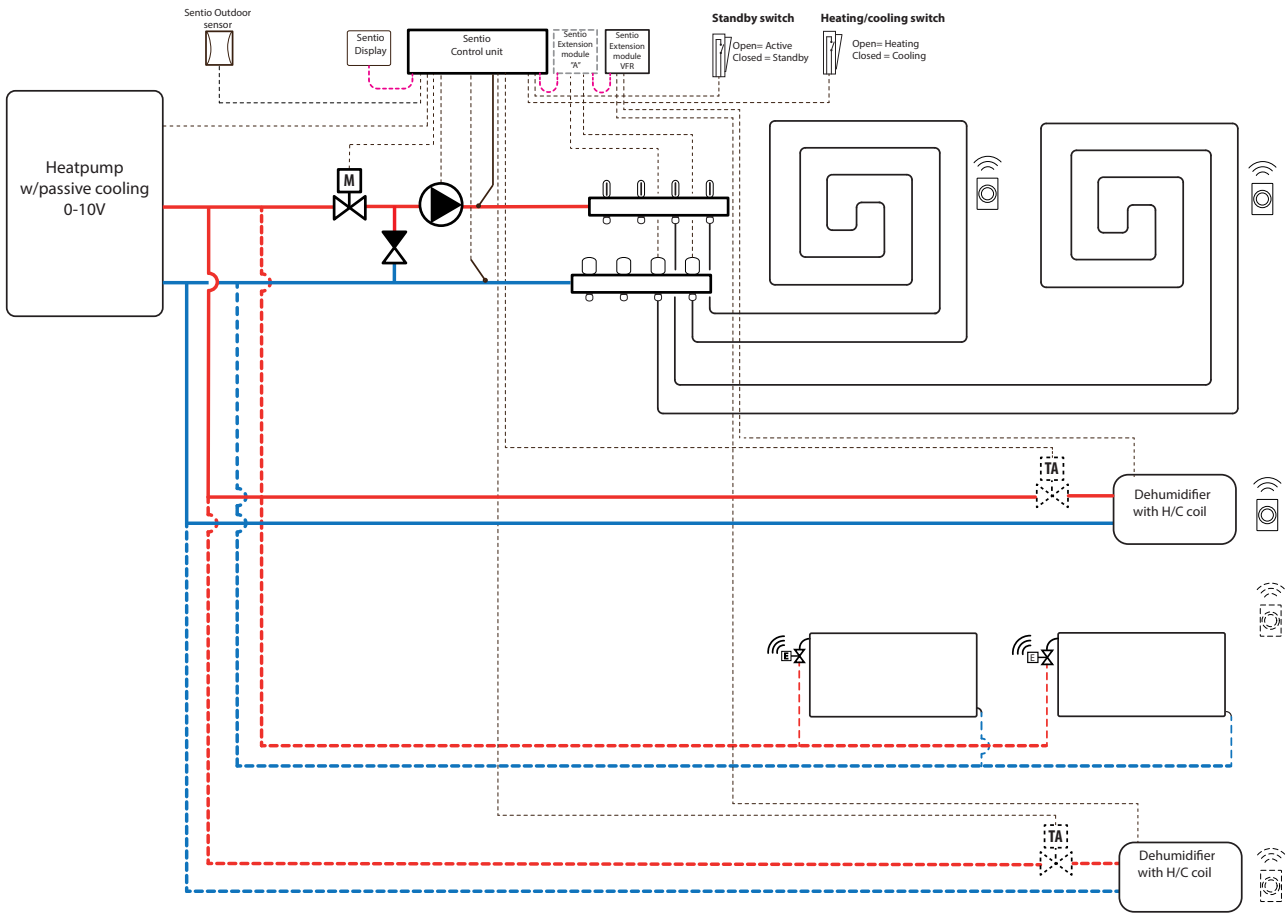 Sentio Outdoor
sensor
Sentio
Display
Sentio
Control unit
Sentio
Extension
module
"A"
Sentio
Extension
module
VFR
Standby switch
Open= Active
Closed = Standby
Heating/cooling switch
Open= Heating
Closed = Cooling
Heatpump
w/passive cooling
0-10V
M
TA
Dehumidifier
with H/C coil
E
E
TA
Dehumidifier
with H/C coil